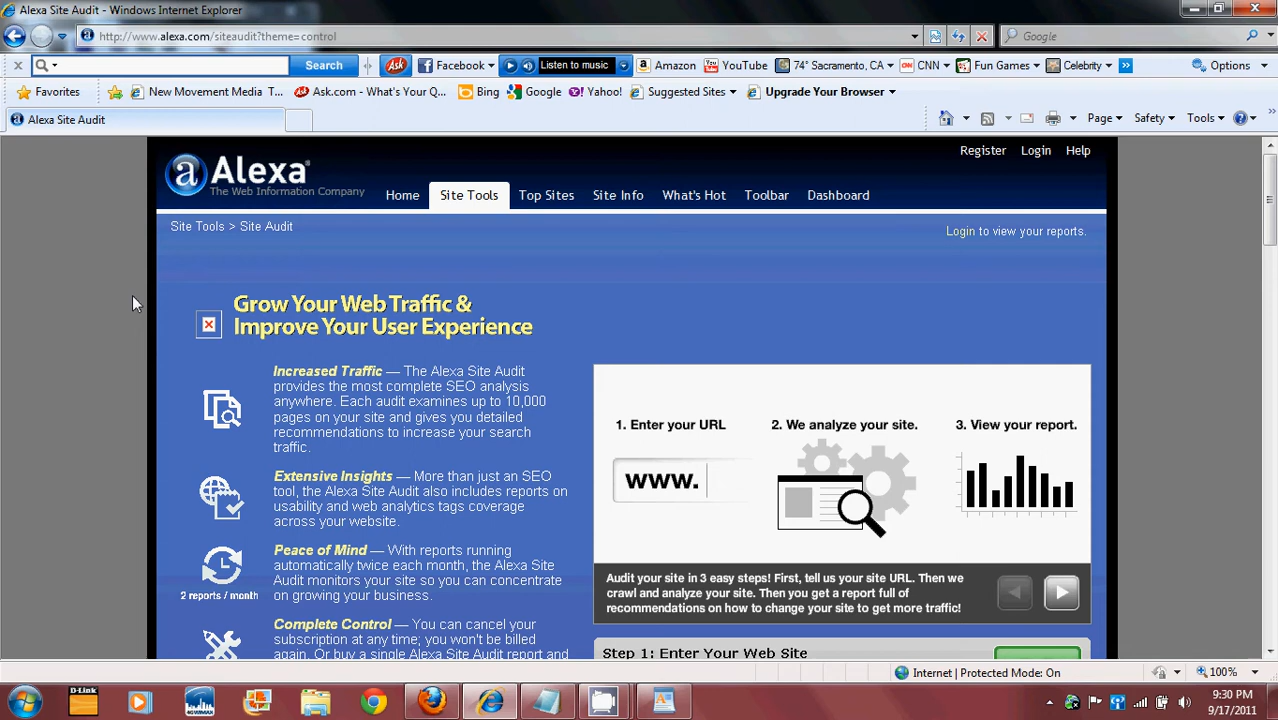 Alexa Site Audit - Windows Internet Explorer
http://www.alexa.com/siteaudit?theme=control
Google
Search
Ask
Facebook
Listen to music
Amazon
YouTube
74° Sacramento, CA
CNN
Fun Games
Celebrity
Options
Favorites
New Movement Media T...
Ask.com - What's Your Q...
Bing
Google
Yahoo!
Suggested Sites
Upgrade Your Browser
Alexa Site Audit
Page
Safety
Tools
Register Login Help
a Alexa®
The Web Information Company
Home Site Tools Top Sites Site Info What's Hot Toolbar Dashboard
Site Tools > Site Audit
Login to view your reports.
Grow Your Web Traffic &
Improve Your User Experience
Increased Traffic — The Alexa Site Audit
provides the most complete SEO analysis
anywhere. Each audit examines up to 10,000
pages on your site and gives you detailed
recommendations to increase your search
traffic.
Extensive Insights — More than just an SEO
tool, the Alexa Site Audit also includes reports on
usability and web analytics tags coverage
across your website.
2 reports / month
Peace of Mind — With reports running
automatically twice each month, the Alexa Site
Audit monitors your site so you can concentrate
on growing your business.
Complete Control — You can cancel your
subscription at any time; you won't be billed
again. Or buy a single Alexa Site Audit report and
1. Enter your URL
2. We analyze your site.
3. View your report.
www.
Audit your site in 3 easy steps! First, tell us your site URL. Then we
crawl and analyze your site. Then you get a report full of
recommendations on how to change your site to get more traffic!
Step 1: Enter Your Web Site
Internet | Protected Mode: On
100%
D-Link
4GWIMAX
9:30 PM
9/17/2011